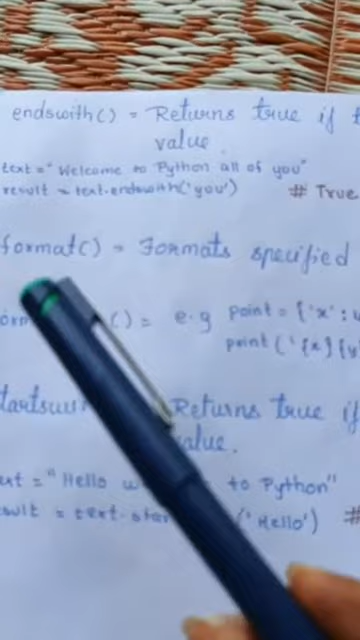 endswith() = Returns true if
value.
text = "Welcome to Python all of you"
result = text.endswith('you') # True
format() = Formats specified
() = e.g point = {'x':
print('{x} {y
Returns true if
value.
= "Hello to Python"
= text. ('Hello') #